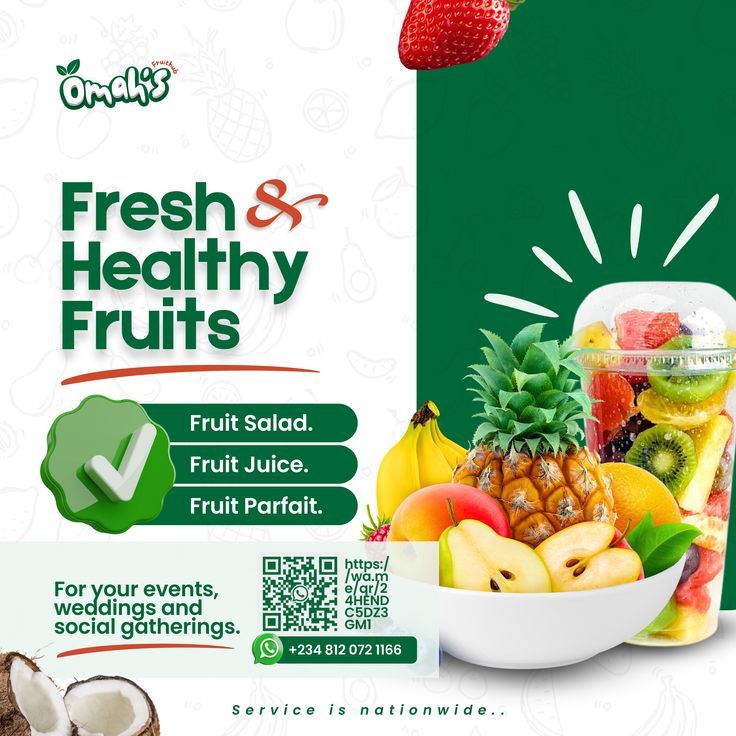 Fruithub
Omah's
Fresh &
Healthy
Fruits
Fruit Salad.
Fruit Juice.
Fruit Parfait.
For your events,
weddings and
social gatherings.
https:/
/wa.m
e/qr/2
4HEND
C5DZ3
GM1
+234 812 072 1166
Service is nationwide..